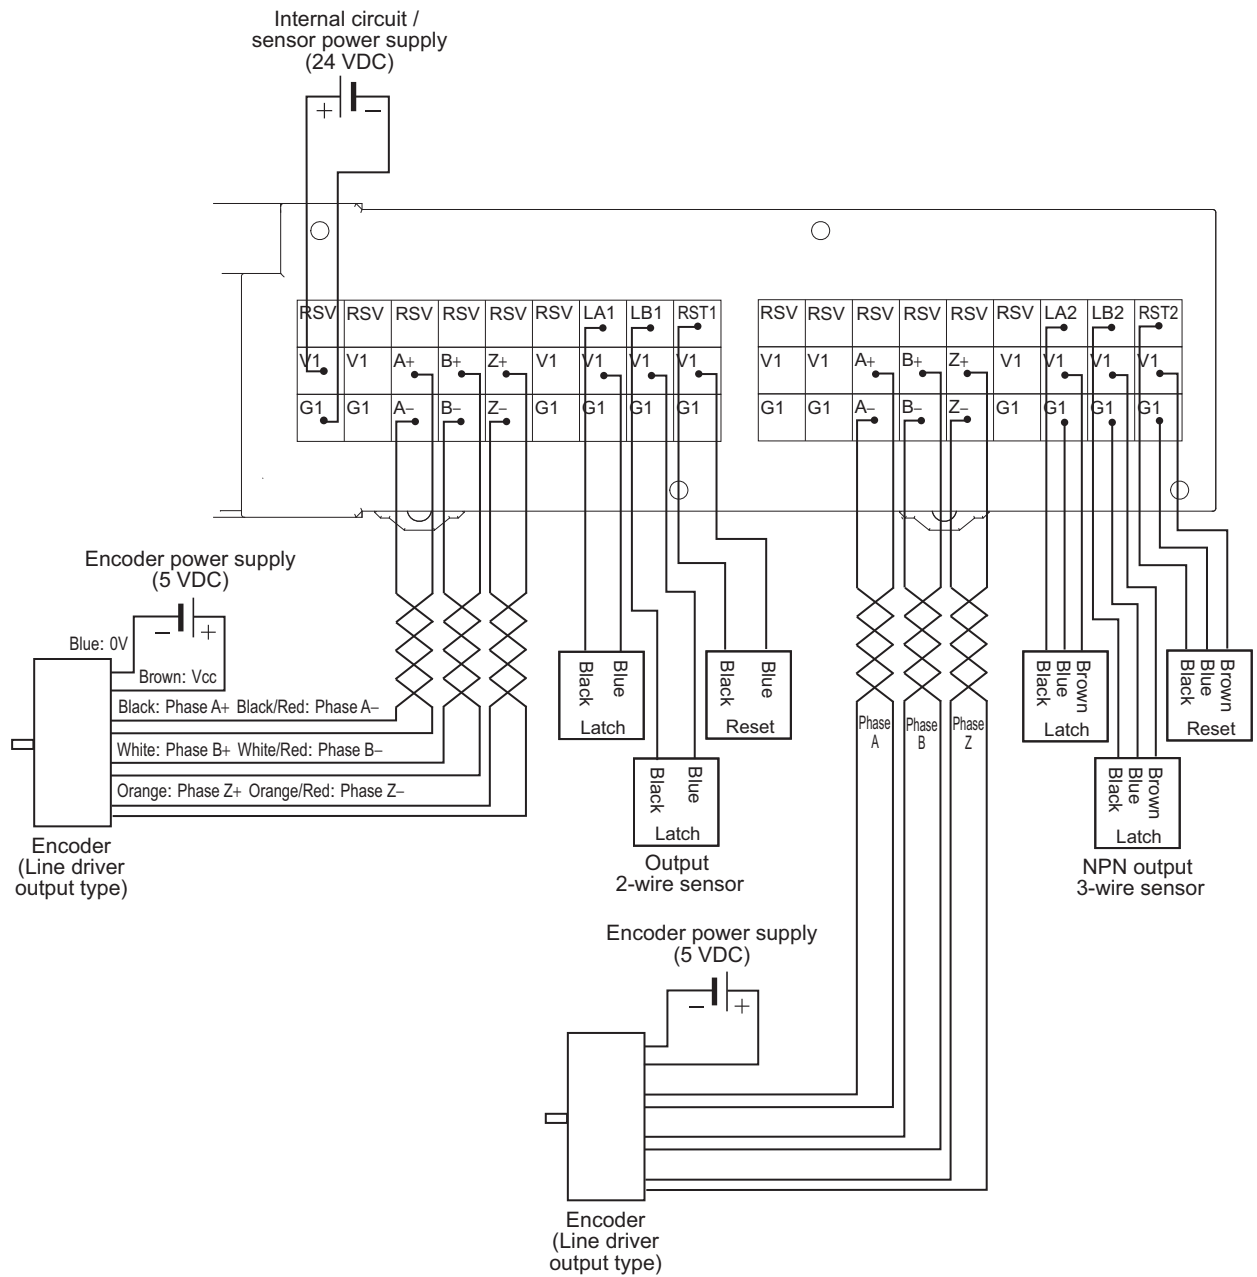 Internal circuit /
sensor power supply
(24 VDC)
+ −
RSV RSV RSV RSV RSV RSV LA1 LB1 RST1
V1 V1 A+ B+ Z+ V1 V1 V1 V1
G1 G1 A− B− Z− G1 G1 G1 G1
RSV RSV RSV RSV RSV RSV LA2 LB2 RST2
V1 V1 A+ B+ Z+ V1 V1 V1 V1
G1 G1 A− B− Z− G1 G1 G1 G1
Encoder power supply
(5 VDC)
− +
Blue: 0V
Brown: Vcc
Black: Phase A+ Black/Red: Phase A−
White: Phase B+ White/Red: Phase B−
Orange: Phase Z+ Orange/Red: Phase Z−
Encoder
(Line driver
output type)
Black
Blue
Latch
Black
Blue
Latch
Black
Blue
Reset
Output
2-wire sensor
Phase
A
Phase
B
Phase
Z
Black
Blue
Brown
Latch
Black
Blue
Brown
Latch
Black
Blue
Brown
Reset
NPN output
3-wire sensor
Encoder power supply
(5 VDC)
− +
Encoder
(Line driver
output type)